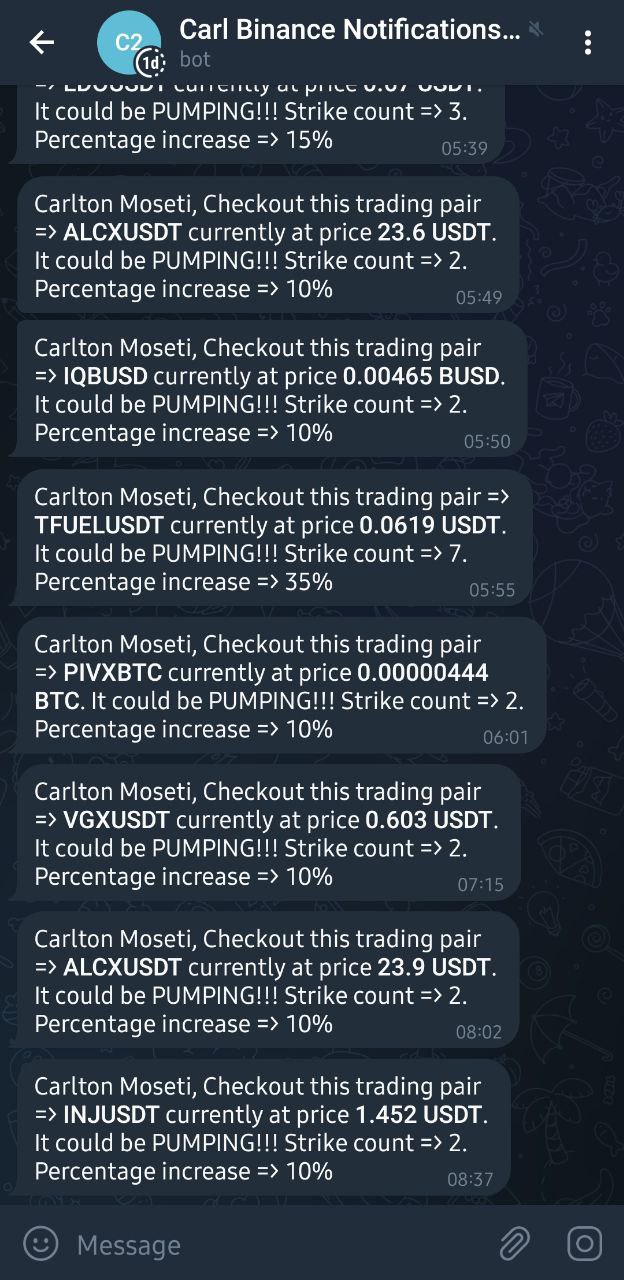 C2
1d
Carl Binance Notifications...
bot
currently at price
It could be PUMPING!!! Strike count => 3.
Percentage increase => 15%
05:39
Carlton Moseti, Checkout this trading pair
=> ALCXUSDT currently at price 23.6 USDT.
It could be PUMPING!!! Strike count => 2.
Percentage increase => 10%
05:49
Carlton Moseti, Checkout this trading pair
=> IQBUSD currently at price 0.00465 BUSD.
It could be PUMPING!!! Strike count => 2.
Percentage increase => 10%
05:50
Carlton Moseti, Checkout this trading pair =>
TFUELUSDT currently at price 0.0619 USDT.
It could be PUMPING!!! Strike count => 7.
Percentage increase => 35%
05:55
Carlton Moseti, Checkout this trading pair
=> PIVXBTC currently at price 0.00000444
BTC. It could be PUMPING!!! Strike count => 2.
Percentage increase => 10%
06:01
Carlton Moseti, Checkout this trading pair
=> VGXUSDT currently at price 0.603 USDT.
It could be PUMPING!!! Strike count => 2.
Percentage increase => 10%
07:15
Carlton Moseti, Checkout this trading pair
=> ALCXUSDT currently at price 23.9 USDT.
It could be PUMPING!!! Strike count => 2.
Percentage increase => 10%
08:02
Carlton Moseti, Checkout this trading pair
=> INJUSDT currently at price 1.452 USDT.
It could be PUMPING!!! Strike count => 2.
Percentage increase => 10%
08:37
Message